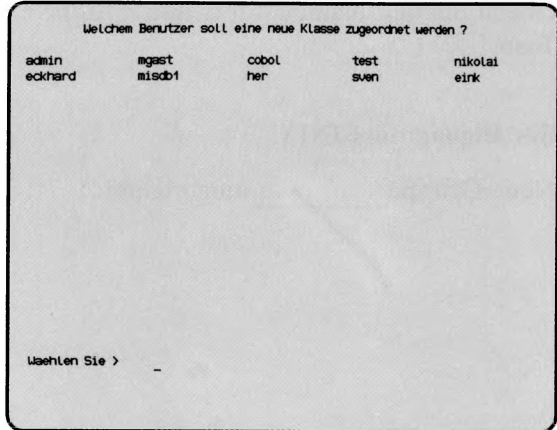 Welchem Benutzer soll eine neue Klasse zugeordnet werden ?
admin mgast cobol test nikolai
eckhard misdb1 her sven eink
Waehlen Sie > _